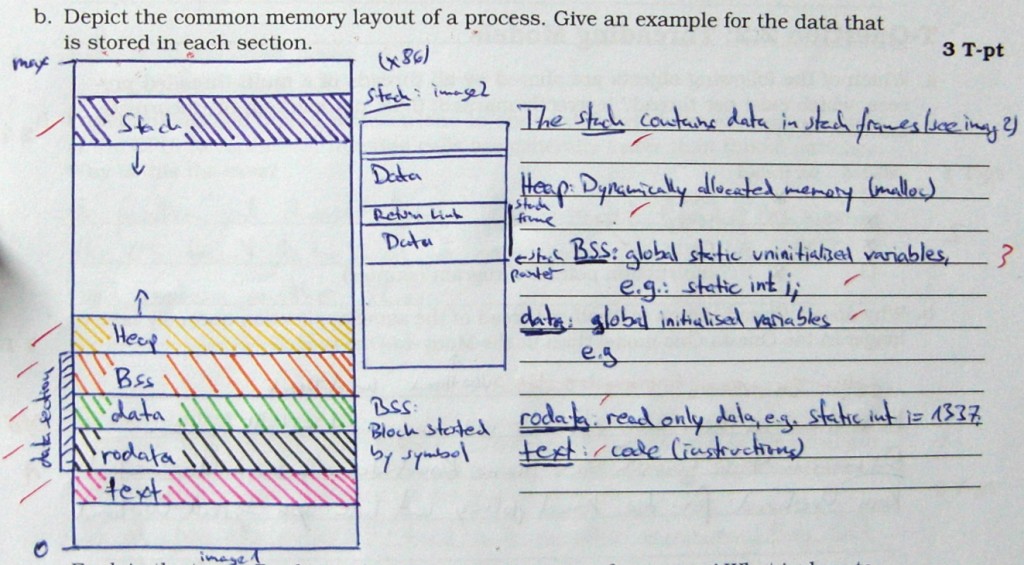 b. Depict the common memory layout of a process. Give an example for the data that
is stored in each section.
3 T-pt
max
Stack
Heap
Bss
data
rodata
text
data section
0
image1
(x86)
Stack: image2
Data
Return Link
Data
stack
frame
stack
pointer
BSS:
Block stated
by symbol
The stack contains data in stack frames (see imag 2)
Heap: Dynamically allocated memory (malloc)
BSS: global static uninitialised variables,
e.g.: static int i;
data: global initialised variables
e.g
rodata: read only data, e.g. static int i = 1337
text: code (instructions)
3